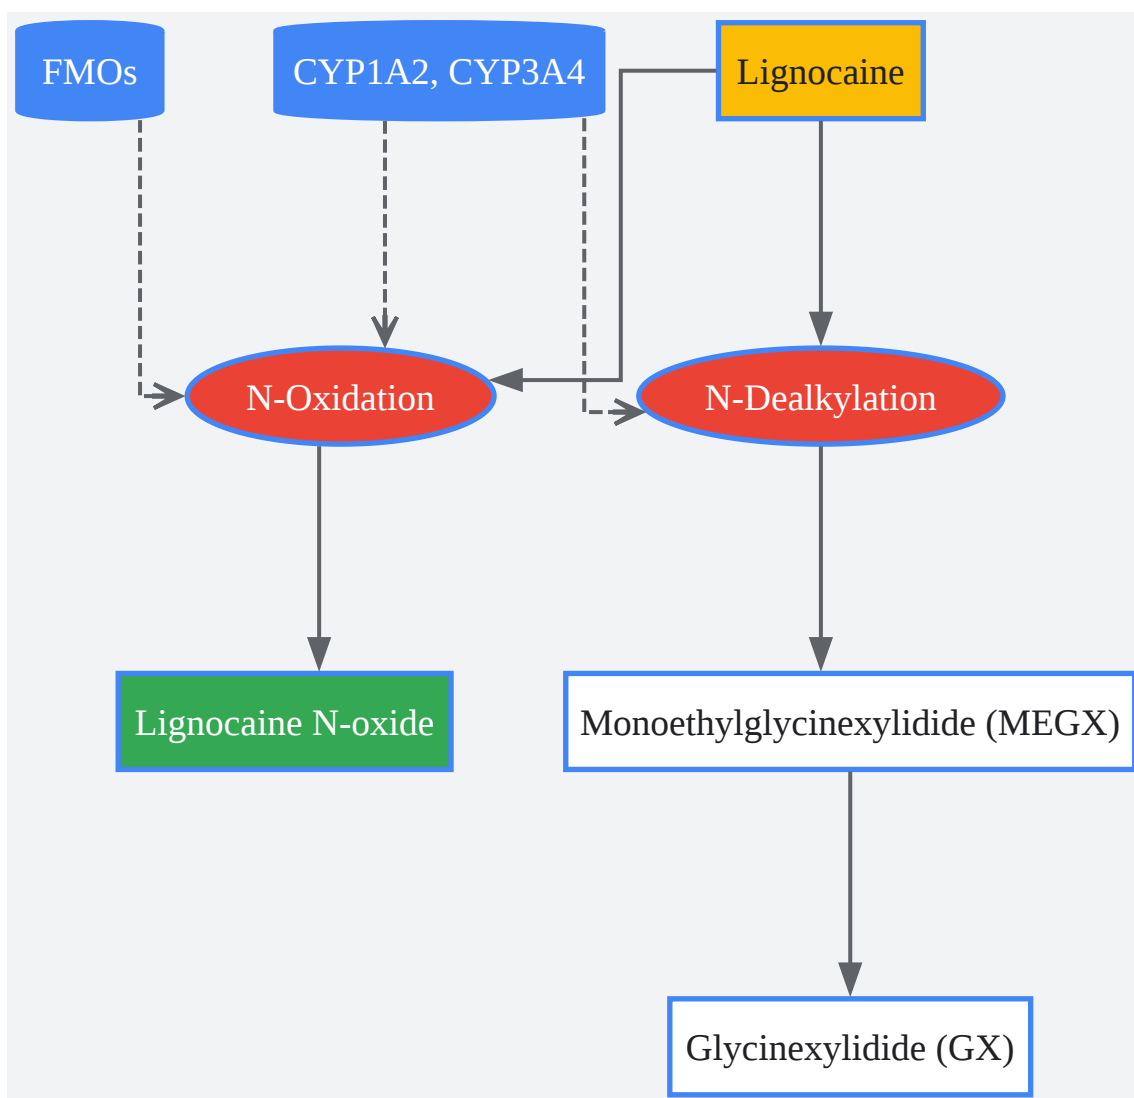 FMOs
CYP1A2, CYP3A4
Lignocaine
N-Oxidation
N-Dealkylation
Lignocaine N-oxide
Monoethylglycinexylidide (MEGX)
Glycinexylidide (GX)